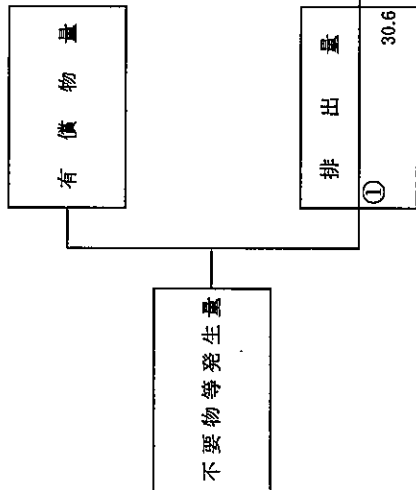 有償物量
不要物等発生量
排出量
①
30.6